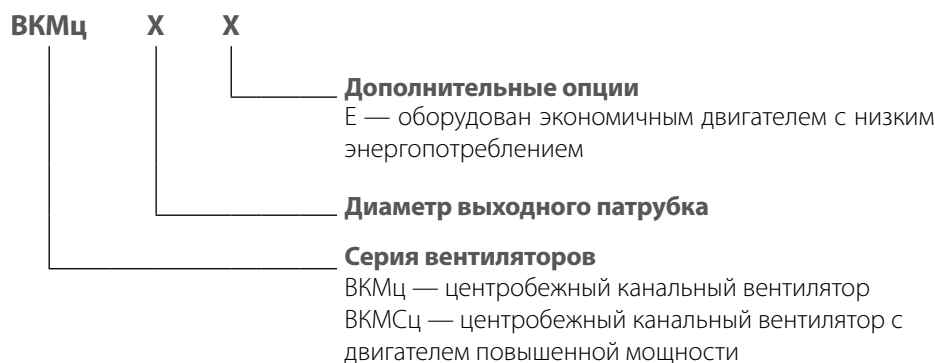 ВКМц X X
Дополнительные опции
Е — оборудован экономичным двигателем с низким
энергопотреблением
Диаметр выходного патрубка
Серия вентиляторов
ВКМц — центробежный канальный вентилятор
ВКМСц — центробежный канальный вентилятор с
двигателем повышенной мощности